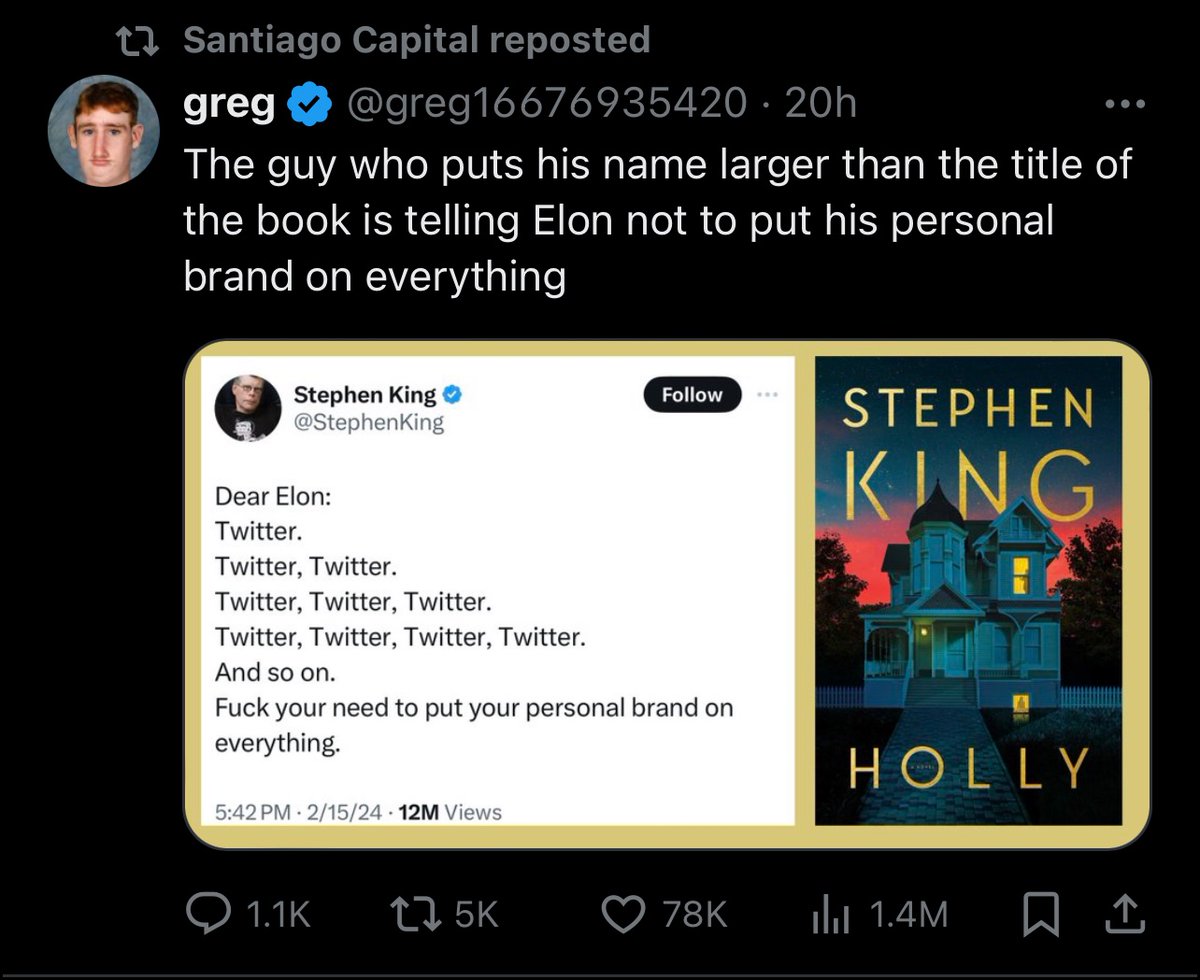 Santiago Capital reposted
greg @greg16676935420 · 20h
The guy who puts his name larger than the title of
the book is telling Elon not to put his personal
brand on everything
Stephen King
@StephenKing
Follow
Dear Elon:
Twitter.
Twitter, Twitter.
Twitter, Twitter, Twitter.
Twitter, Twitter, Twitter, Twitter.
And so on.
Fuck your need to put your personal brand on
everything.
5:42 PM · 2/15/24 · 12M Views
STEPHEN
KING
HOLLY
1.1K 5K 78K 1.4M